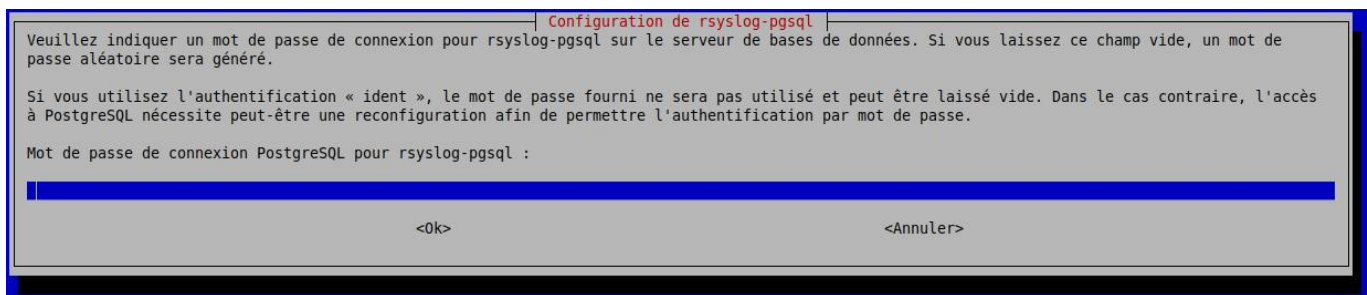 Configuration de rsyslog-pgsql
Veuillez indiquer un mot de passe de connexion pour rsyslog-pgsql sur le serveur de bases de données. Si vous laissez ce champ vide, un mot de
passe aléatoire sera généré.
Si vous utilisez l'authentification « ident », le mot de passe fourni ne sera pas utilisé et peut être laissé vide. Dans le cas contraire, l'accès
à PostgreSQL nécessite peut-être une reconfiguration afin de permettre l'authentification par mot de passe.
Mot de passe de connexion PostgreSQL pour rsyslog-pgsql :
<Ok> <Annuler>